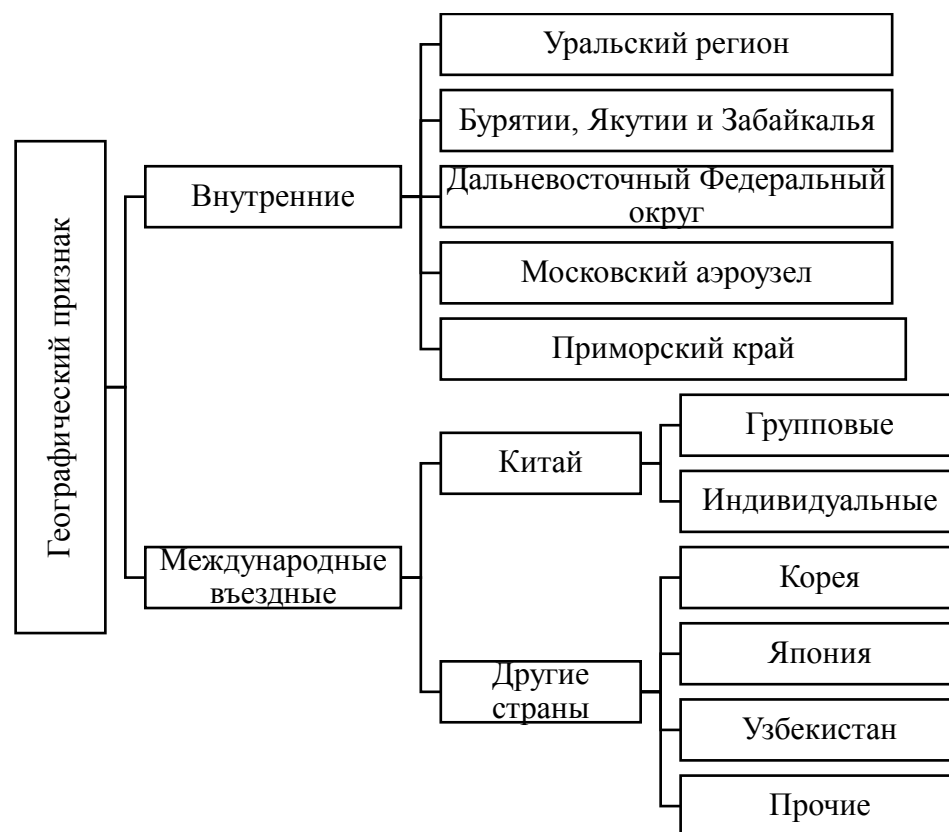 Географический признак
Внутренние
Уральский регион
Бурятии, Якутии и Забайкалья
Дальневосточный Федеральный
округ
Московский аэроузел
Приморский край
Международные
въездные
Китай
Групповые
Индивидуальные
Другие
страны
Корея
Япония
Узбекистан
Прочие